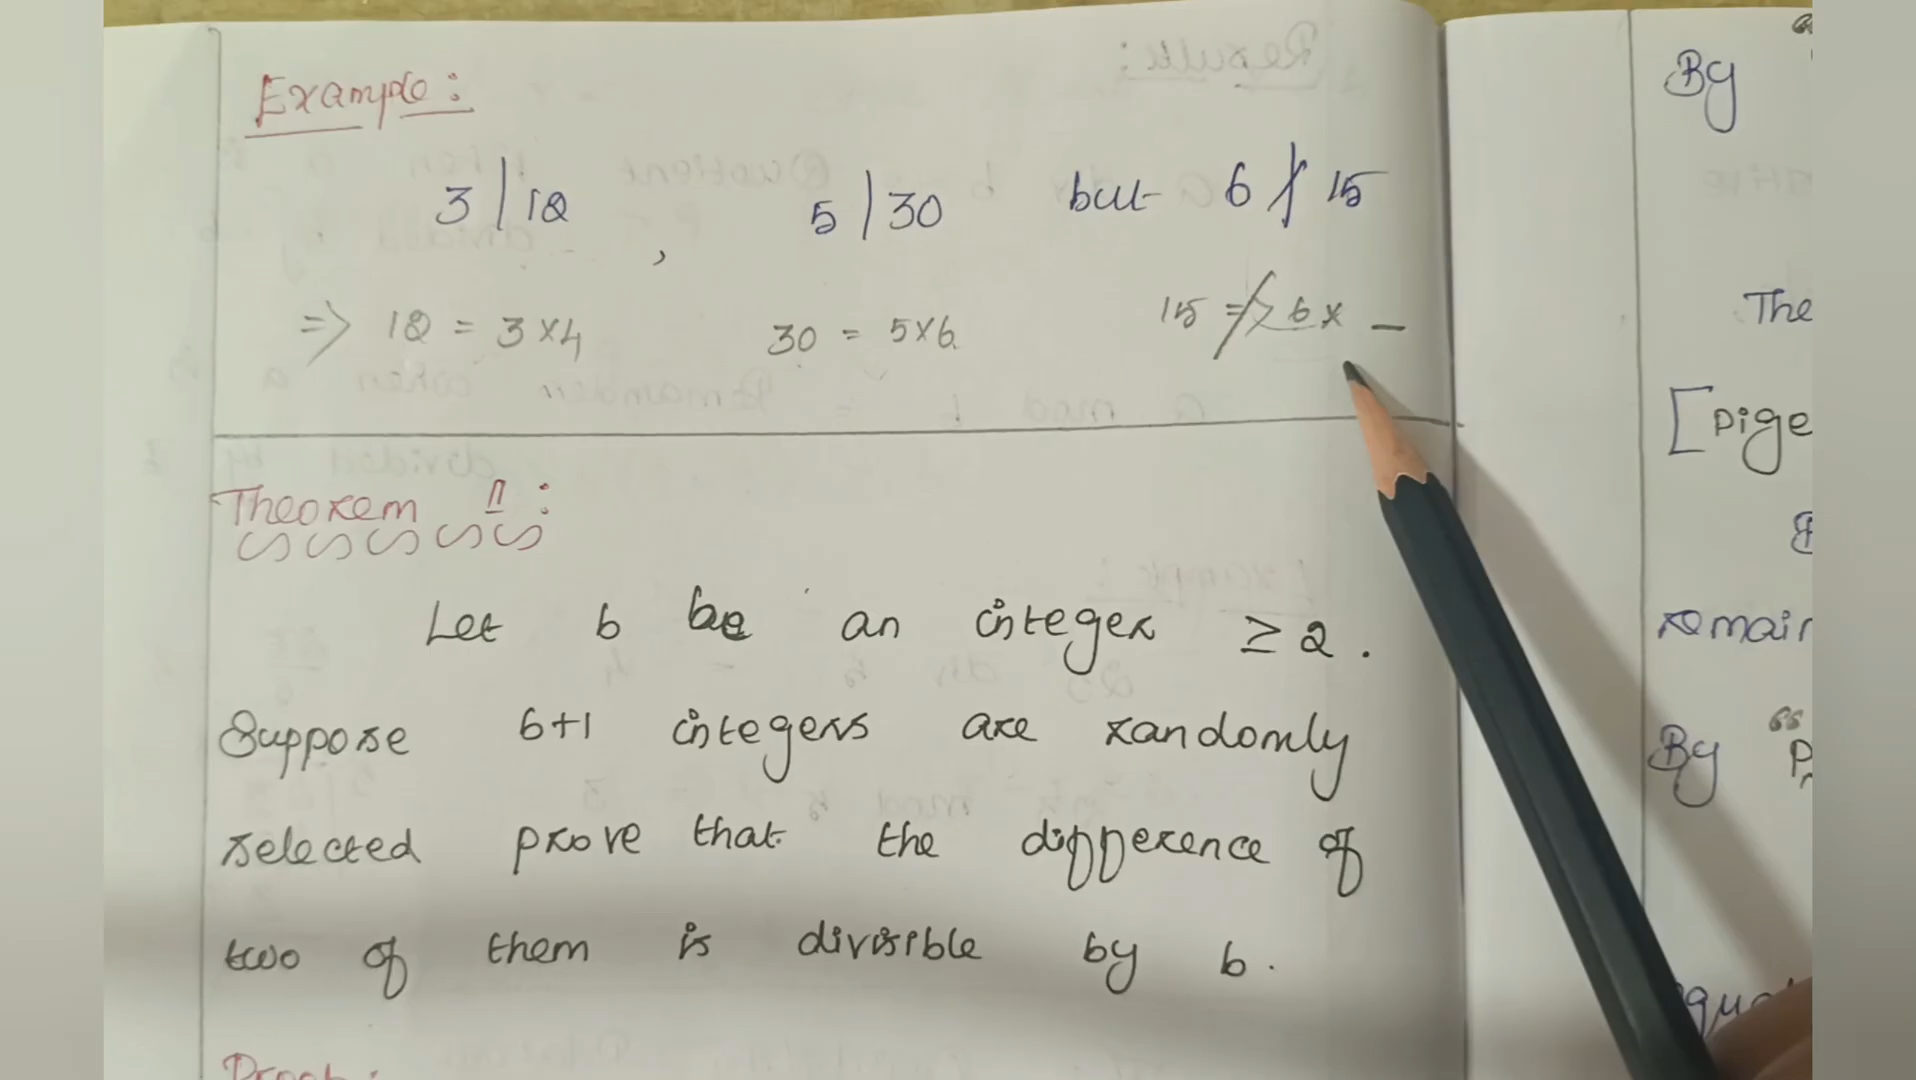 Example:
3 | 12 , 5 | 30 but 6 ∤ 15
=> 12 = 3 × 4 30 = 5×6 15 ≠> 6 × _
Theorem II:
Let b be an integer ≥ 2.
Suppose b+1 integers are randomly
selected prove that the difference of
two of them is divisible by b.
Proof:
By
The
[pige
remain
By